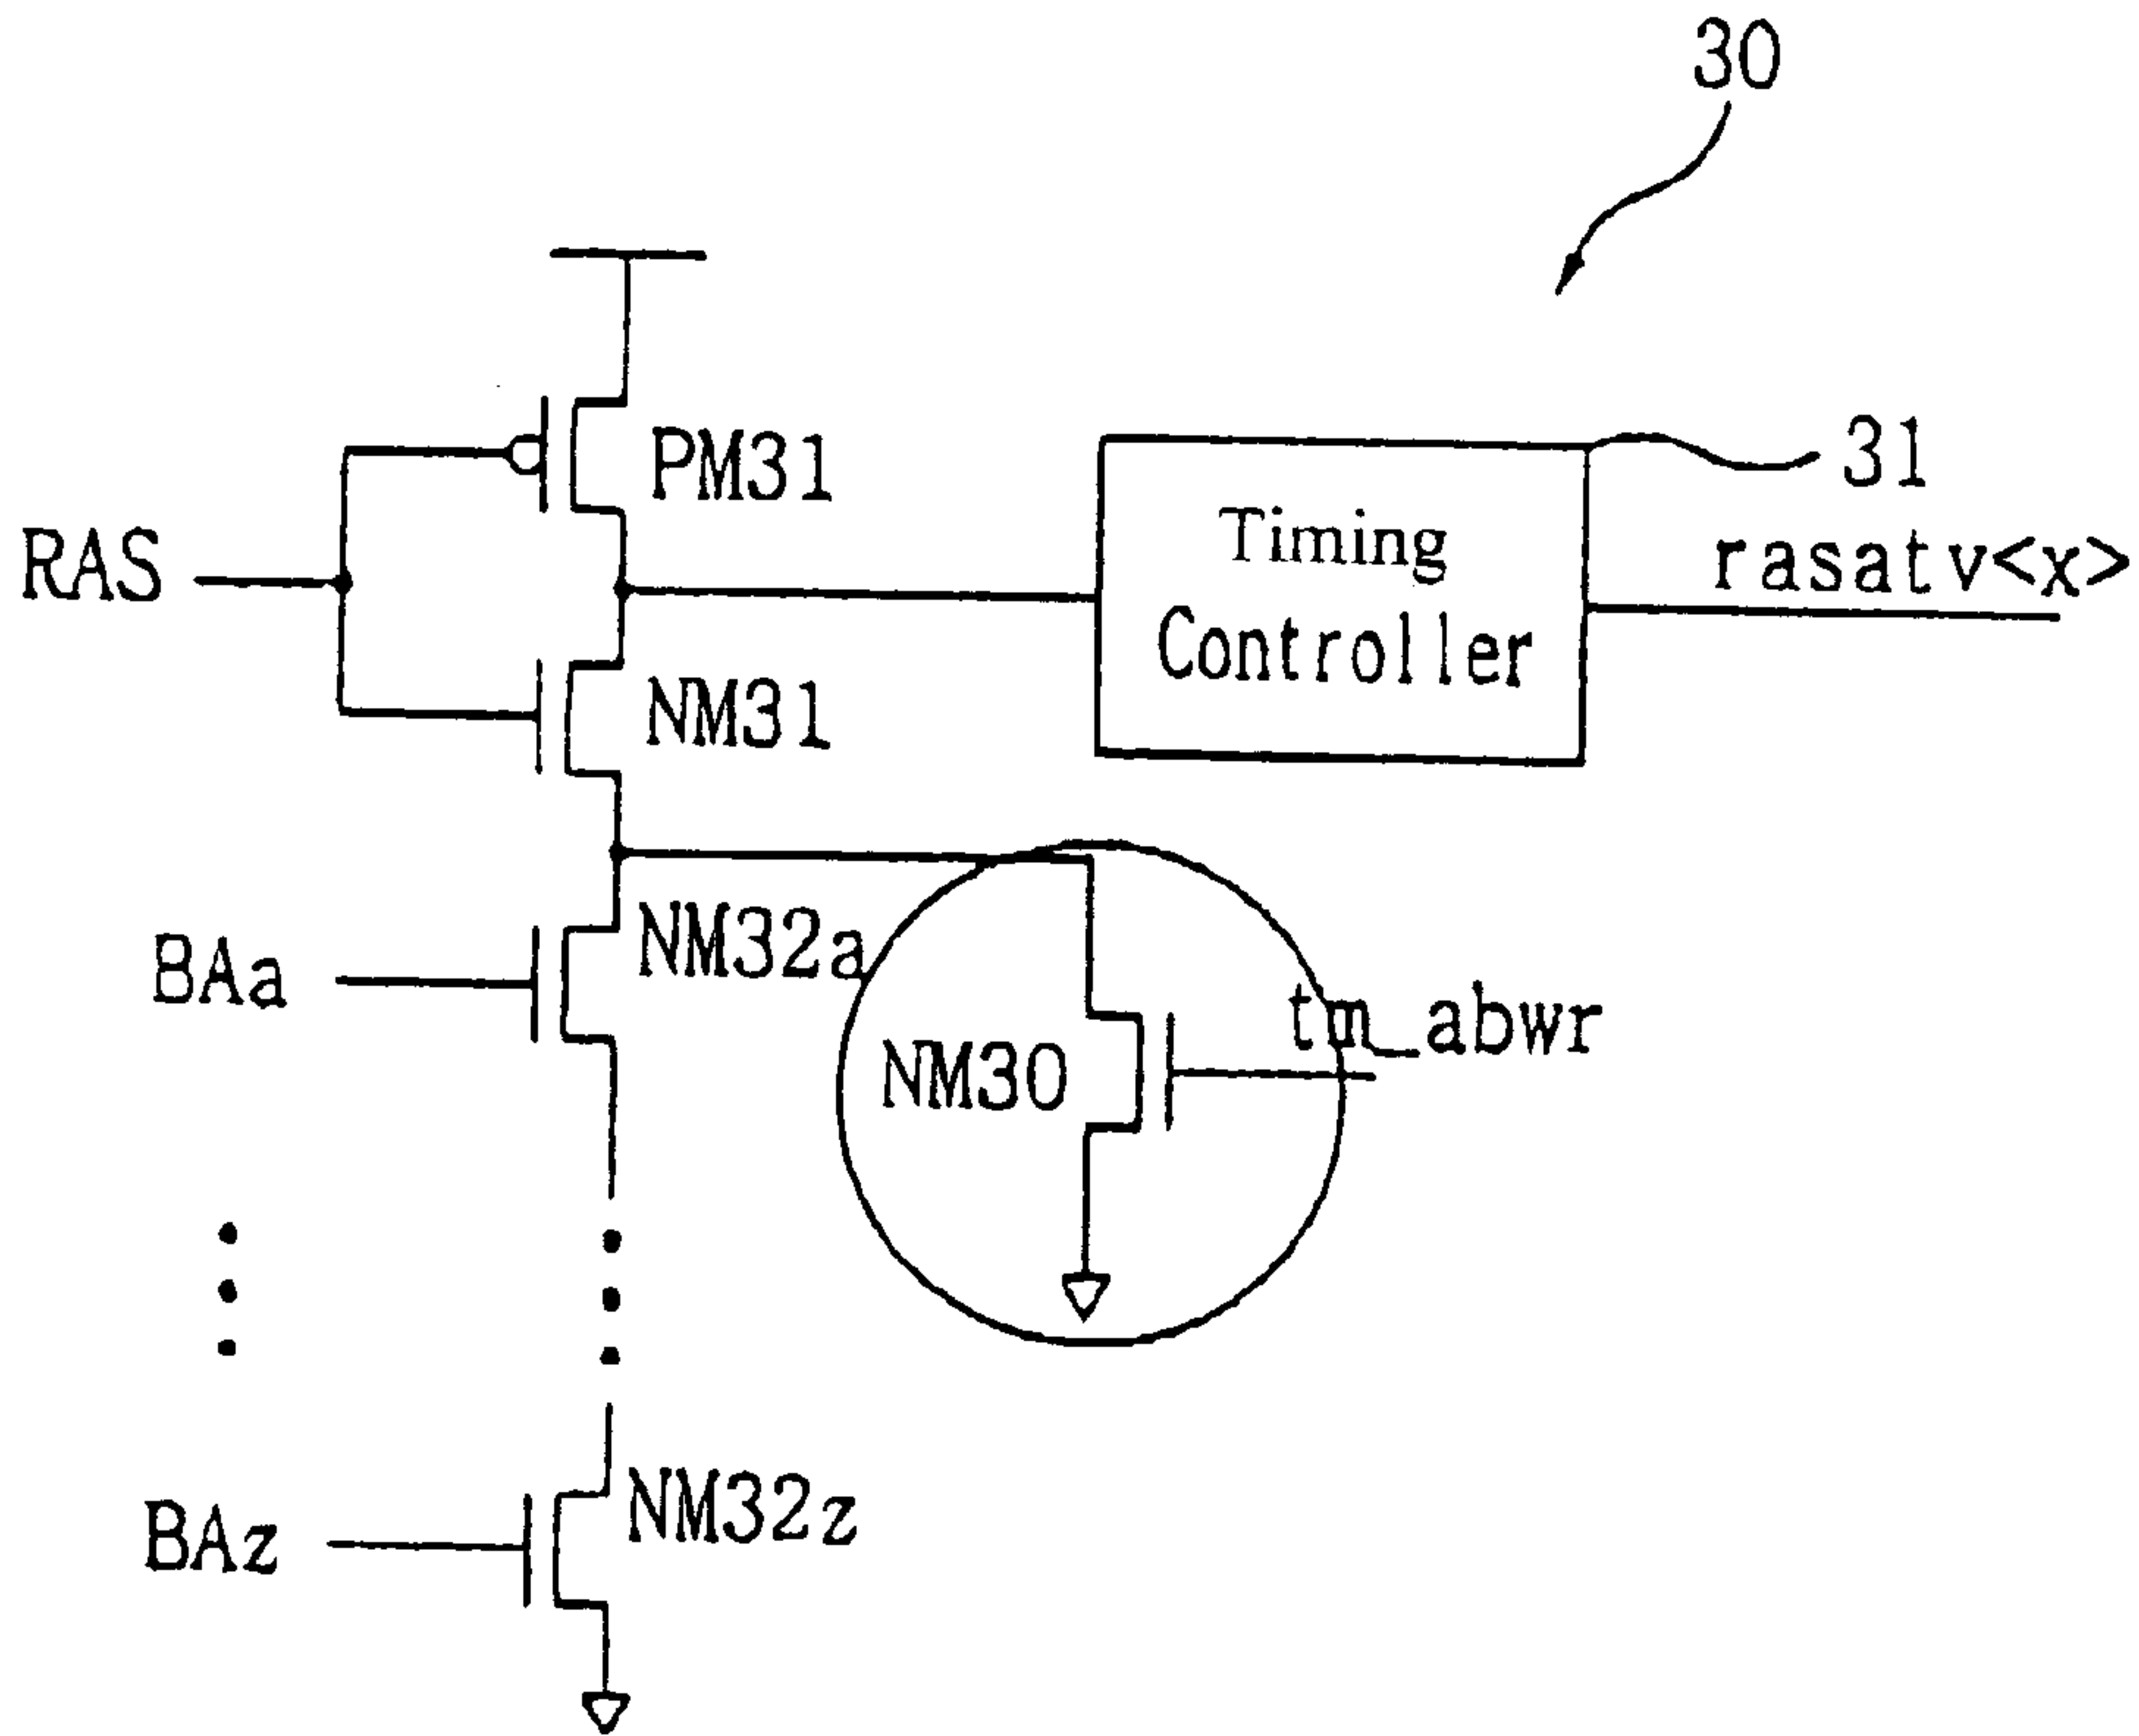 30
PM31
31
RAS
Timing
Controller
rasatv<x>
NM31
NM32a
BAa
tm_abwr
NM30
NM32z
BAz